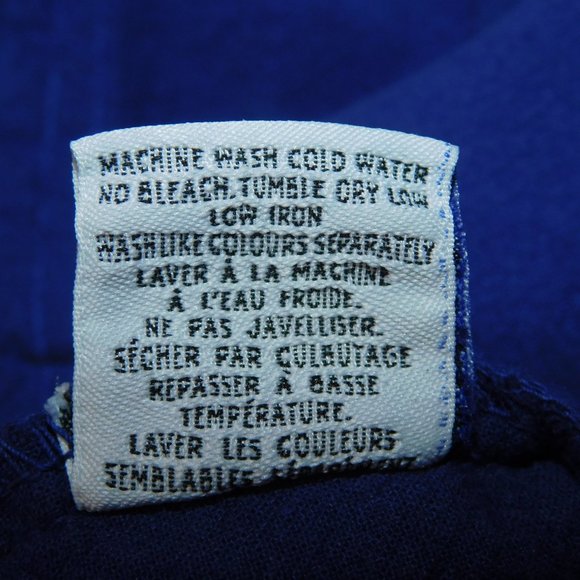 MACHINE WASH COLD WATER
NO BLEACH. TUMBLE DRY LOW
LOW IRON
WASH LIKE COLOURS SEPARATELY
LAVER À LA MACHINE
À L'EAU FROIDE.
NE PAS JAVELLISER.
SÉCHER PAR CULBUTAGE
REPASSER À BASSE
TEMPÉRATURE.
LAVER LES COULEURS
SEMBLABLES SÉPARÉMENT